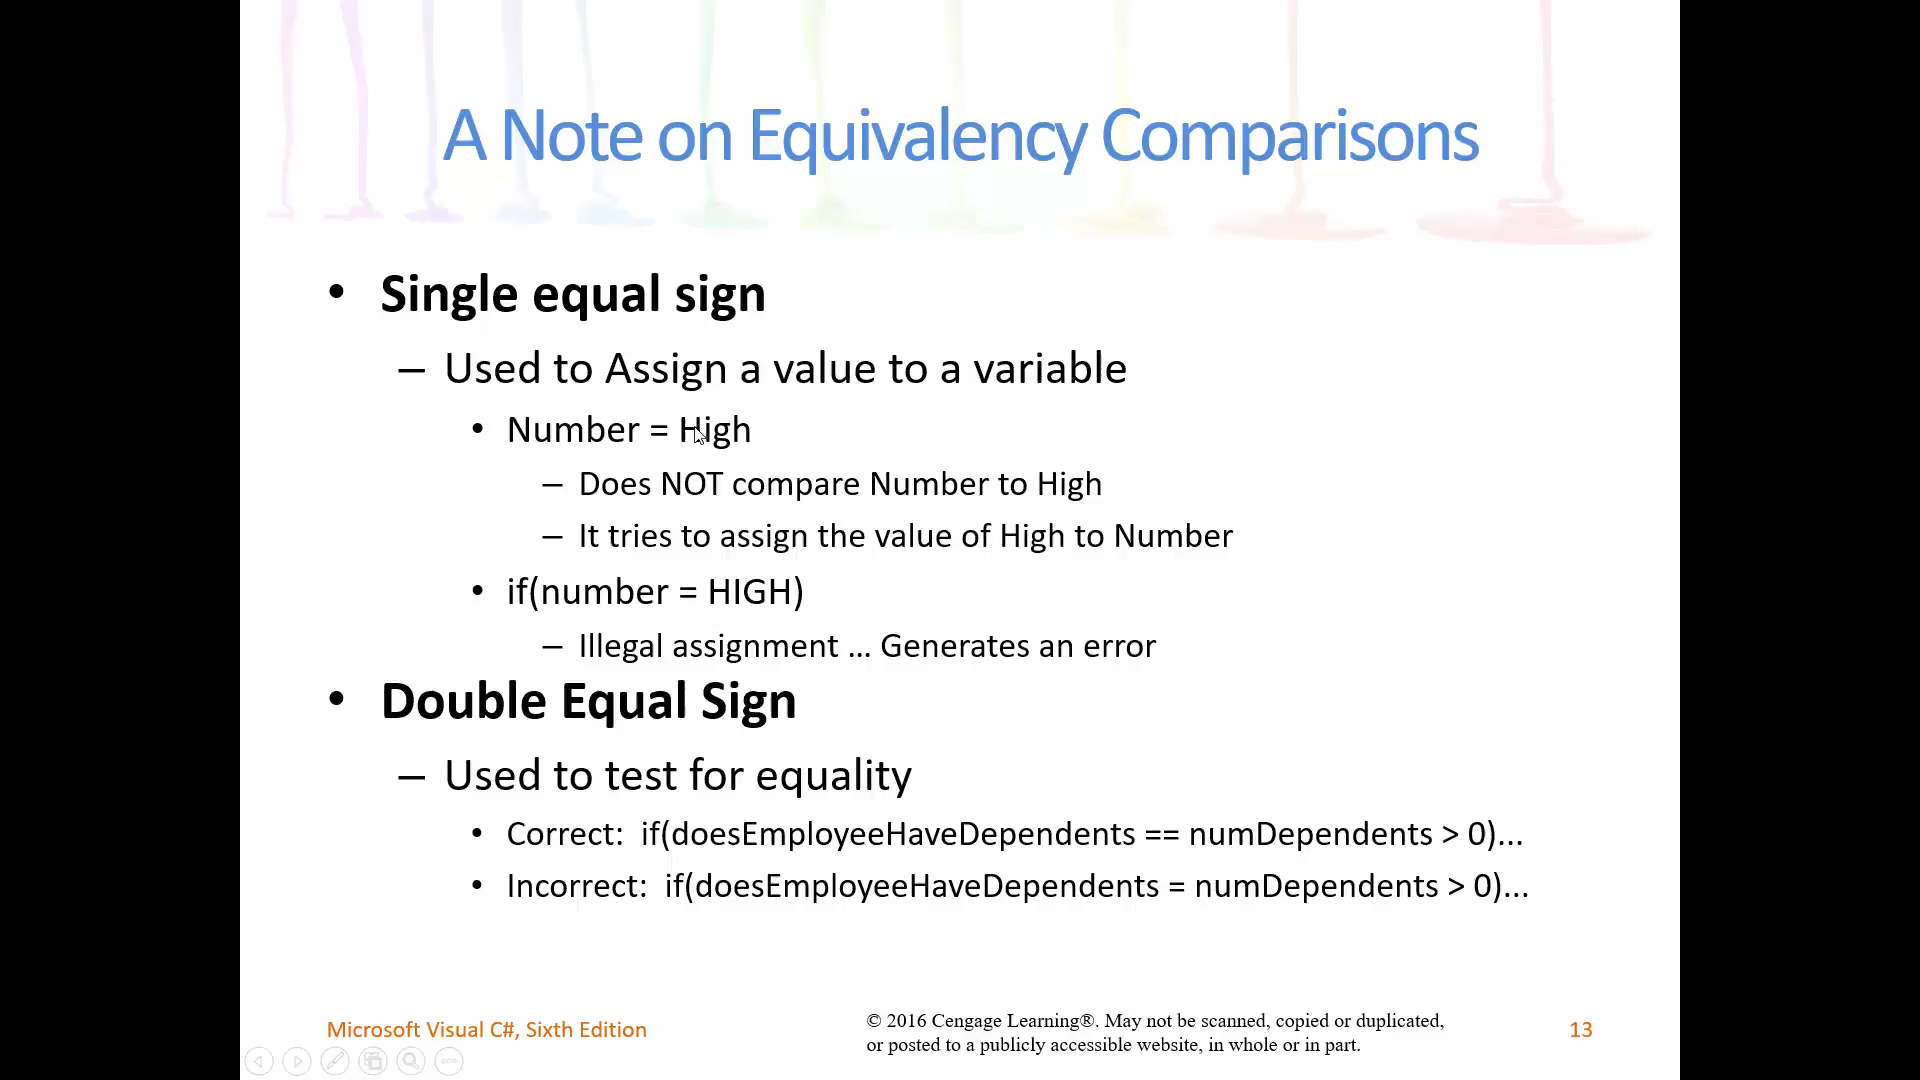 A Note on Equivalency Comparisons
• Single equal sign
– Used to Assign a value to a variable
• Number = High
– Does NOT compare Number to High
– It tries to assign the value of High to Number
• if(number = HIGH)
– Illegal assignment … Generates an error
• Double Equal Sign
– Used to test for equality
• Correct:  if(doesEmployeeHaveDependents == numDependents > 0)...
• Incorrect:  if(doesEmployeeHaveDependents = numDependents > 0)...
Microsoft Visual C#, Sixth Edition
© 2016 Cengage Learning®. May not be scanned, copied or duplicated,
or posted to a publicly accessible website, in whole or in part.
13